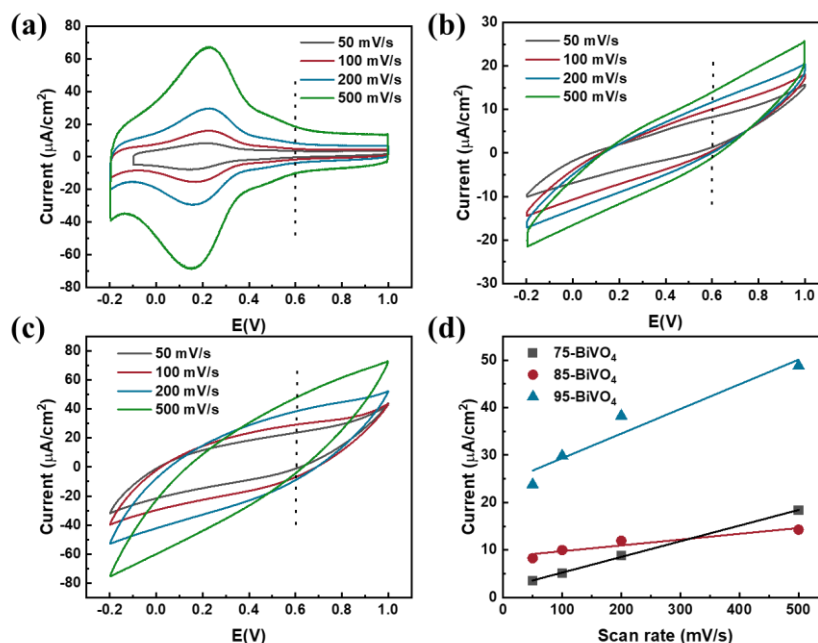 (a)
50 mV/s
100 mV/s
200 mV/s
500 mV/s
80
60
40
20
0
-20
-40
-60
-80
Current (μA/cm²)
-0.2 0.0 0.2 0.4 0.6 0.8 1.0
E(V)
(b)
50 mV/s
100 mV/s
200 mV/s
500 mV/s
30
20
10
0
-10
-20
-30
Current (μA/cm²)
-0.2 0.0 0.2 0.4 0.6 0.8 1.0
E(V)
(c)
50 mV/s
100 mV/s
200 mV/s
500 mV/s
80
60
40
20
0
-20
-40
-60
-80
Current (μA/cm²)
-0.2 0.0 0.2 0.4 0.6 0.8 1.0
E(V)
(d)
75-BiVO₄
85-BiVO₄
95-BiVO₄
50
40
30
20
10
0
Current (μA/cm²)
0 100 200 300 400 500
Scan rate (mV/s)